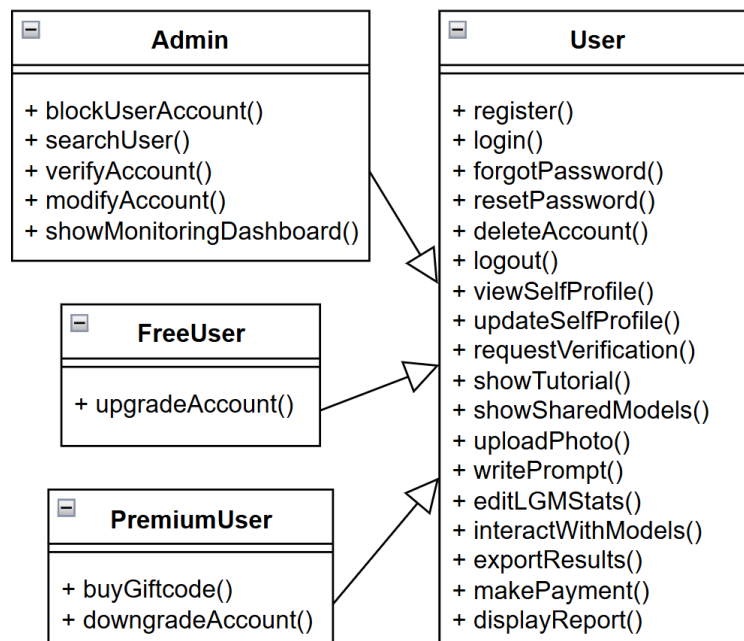 Admin
+ blockUserAccount()
+ searchUser()
+ verifyAccount()
+ modifyAccount()
+ showMonitoringDashboard()
FreeUser
+ upgradeAccount()
PremiumUser
+ buyGiftcode()
+ downgradeAccount()
User
+ register()
+ login()
+ forgotPassword()
+ resetPassword()
+ deleteAccount()
+ logout()
+ viewSelfProfile()
+ updateSelfProfile()
+ requestVerification()
+ showTutorial()
+ showSharedModels()
+ uploadPhoto()
+ writePrompt()
+ editLGMStats()
+ interactWithModels()
+ exportResults()
+ makePayment()
+ displayReport()